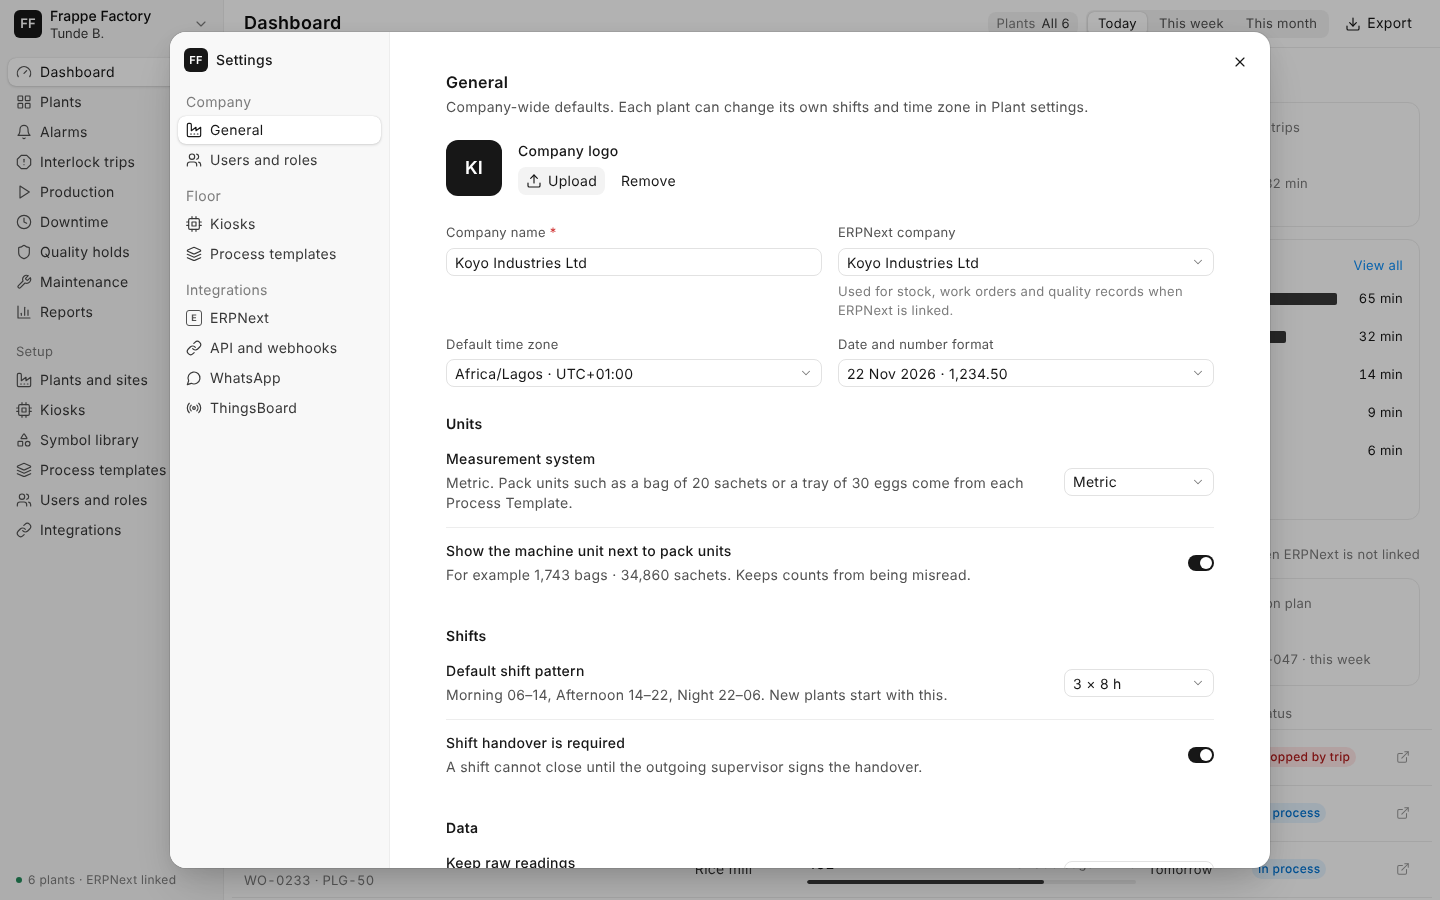 FF
Frappe Factory
Tunde B.
Dashboard
Plants
Alarms
Interlock trips
Production
Downtime
Quality holds
Maintenance
Reports
Setup
Plants and sites
Kiosks
Symbol library
Process templates
Users and roles
Integrations
6 plants · ERPNext linked
Dashboard
Plants All 6
Today
This week
This month
Export
FF
Settings
Company
General
Users and roles
Floor
Kiosks
Process templates
Integrations
E
ERPNext
API and webhooks
WhatsApp
ThingsBoard
General
Company-wide defaults. Each plant can change its own shifts and time zone in Plant settings.
KI
Company logo
Upload
Remove
Company name *
Koyo Industries Ltd
ERPNext company
Koyo Industries Ltd
Used for stock, work orders and quality records when
ERPNext is linked.
Default time zone
Africa/Lagos · UTC+01:00
Date and number format
22 Nov 2026 · 1,234.50
Units
Measurement system
Metric. Pack units such as a bag of 20 sachets or a tray of 30 eggs come from each
Process Template.
Metric
Show the machine unit next to pack units
For example 1,743 bags · 34,860 sachets. Keeps counts from being misread.
Shifts
Default shift pattern
Morning 06–14, Afternoon 14–22, Night 22–06. New plants start with this.
3 × 8 h
Shift handover is required
A shift cannot close until the outgoing supervisor signs the handover.
Data
Keep raw readings
trips
32 min
View all
65 min
32 min
14 min
9 min
6 min
ERPNext is not linked
plan
-047 · this week
by trip
process
WO-0233 · PLG-50
Rice mill
Tomorrow
In process